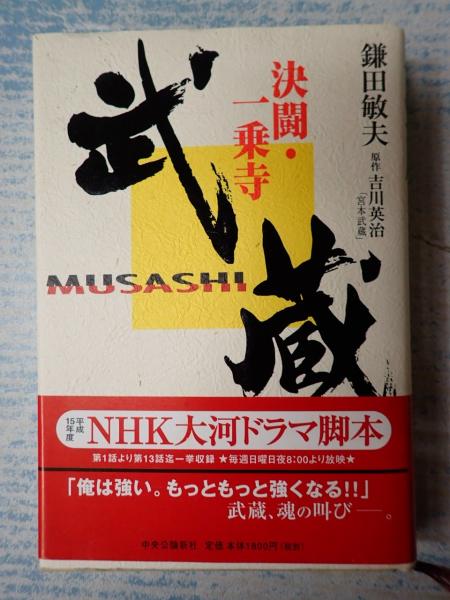 鎌田敏夫
原作 吉川英治
「宮本武蔵」
決闘・
一乗寺
武蔵
MUSASHI
平成
15年度
NHK大河ドラマ脚本
第1話より第13話迄一挙収録 ★毎週日曜日夜8:00より放映★
「俺は強い。もっともっと強くなる!!」
武蔵、魂の叫び──。
中央公論新社 定価 本体1800円(税別)